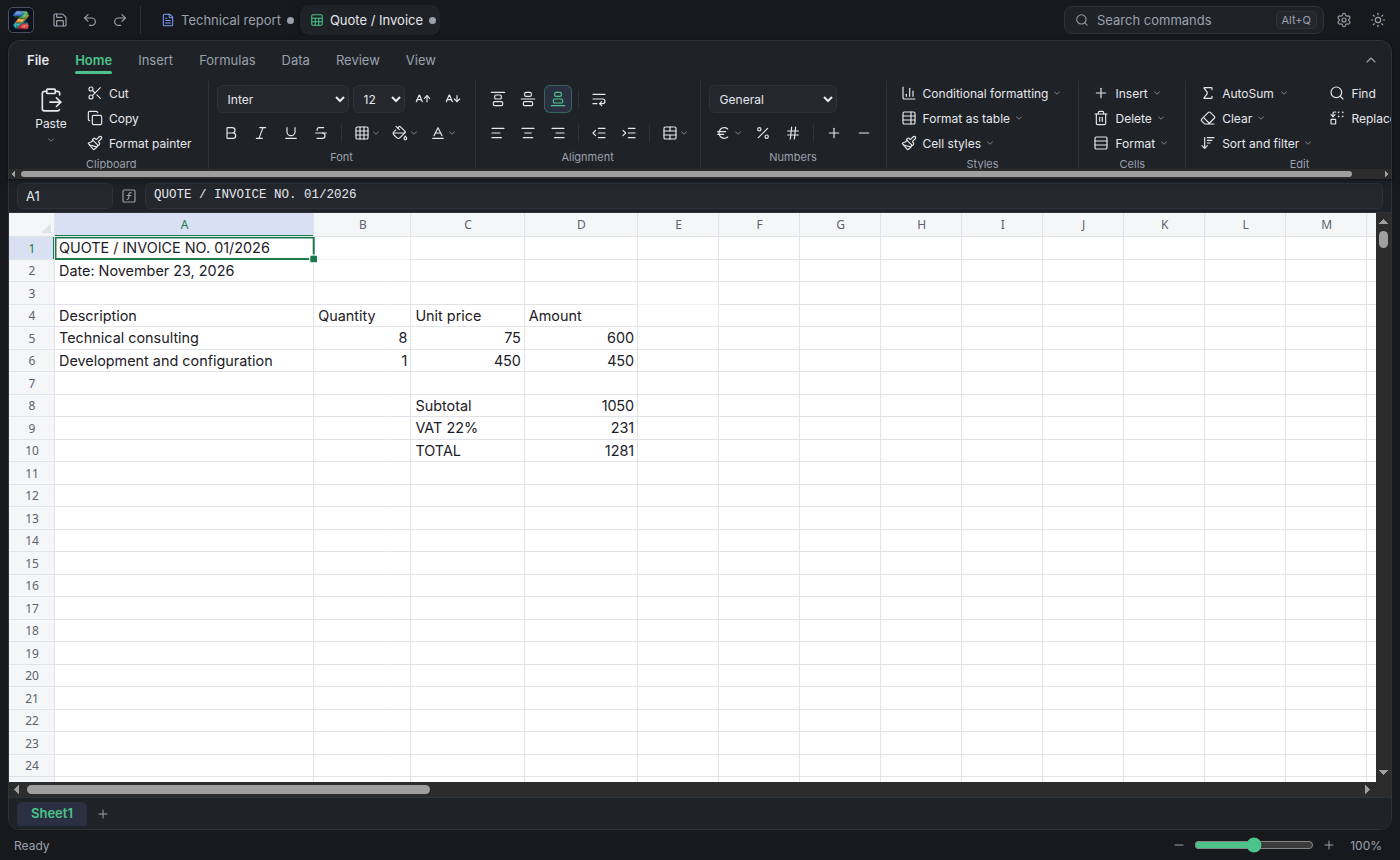 Technical report
Quote / Invoice
Search commands
Alt+Q
File
Home
Insert
Formulas
Data
Review
View
Paste
Cut
Copy
Format painter
Clipboard
Inter
12
Font
Alignment
General
Numbers
Conditional formatting
Format as table
Cell styles
Styles
Insert
Delete
Format
Cells
AutoSum
Clear
Sort and filter
Find
Replac
Edit
A1
QUOTE / INVOICE NO. 01/2026
A B C D E F G H I J K L M
1 QUOTE / INVOICE NO. 01/2026
2 Date: November 23, 2026
3
4 Description Quantity Unit price Amount
5 Technical consulting 8 75 600
6 Development and configuration 1 450 450
7
8 Subtotal 1050
9 VAT 22% 231
10 TOTAL 1281
11
12
13
14
15
16
17
18
19
20
21
22
23
24
Sheet1
Ready
100%